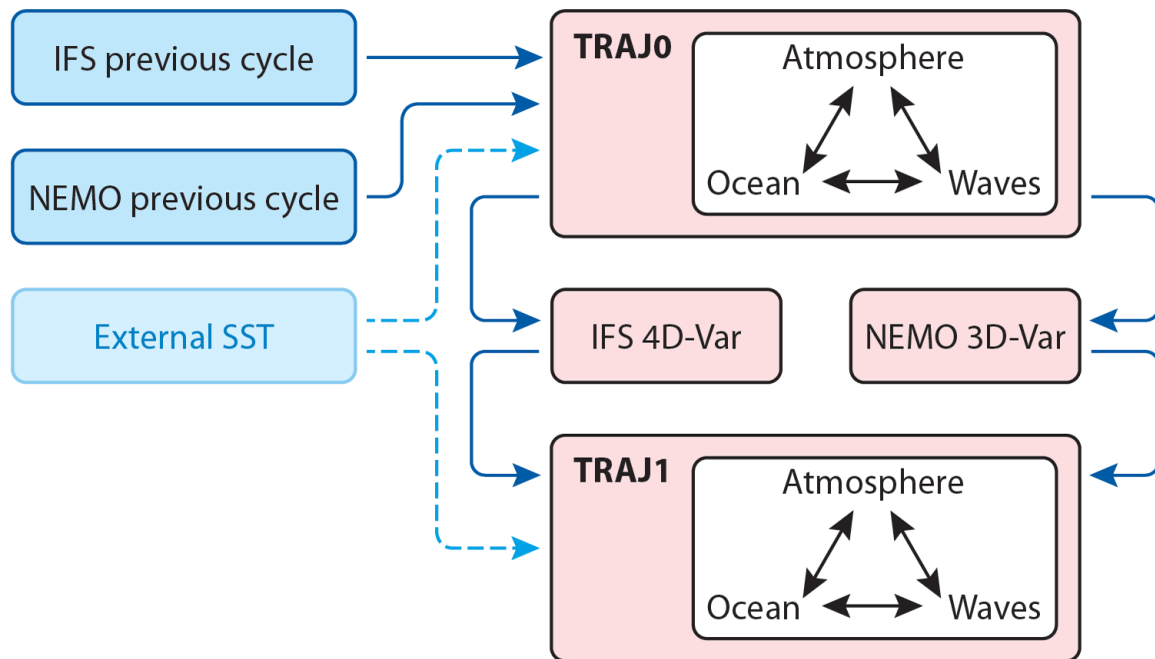 IFS previous cycle
NEMO previous cycle
External SST
TRAJ0
Atmosphere
Ocean
Waves
IFS 4D-Var
NEMO 3D-Var
TRAJ1
Atmosphere
Ocean
Waves